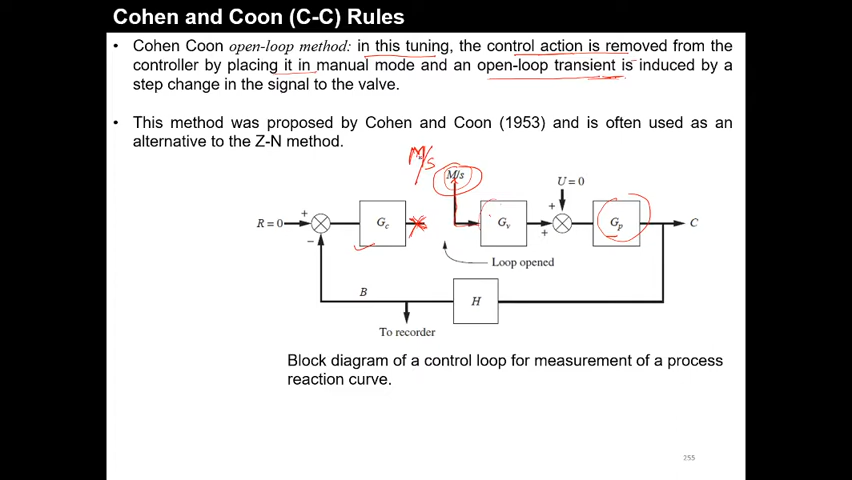 Cohen and Coon (C-C) Rules
• Cohen Coon open-loop method: in this tuning, the control action is removed from the
controller by placing it in manual mode and an open-loop transient is induced by a
step change in the signal to the valve.
• This method was proposed by Cohen and Coon (1953) and is often used as an
alternative to the Z-N method.
M/s
M/s
U = 0
+
+
R = 0
Gc
Gv
+
Gp
C
−
Loop opened
B
H
To recorder
Block diagram of a control loop for measurement of a process
reaction curve.
255